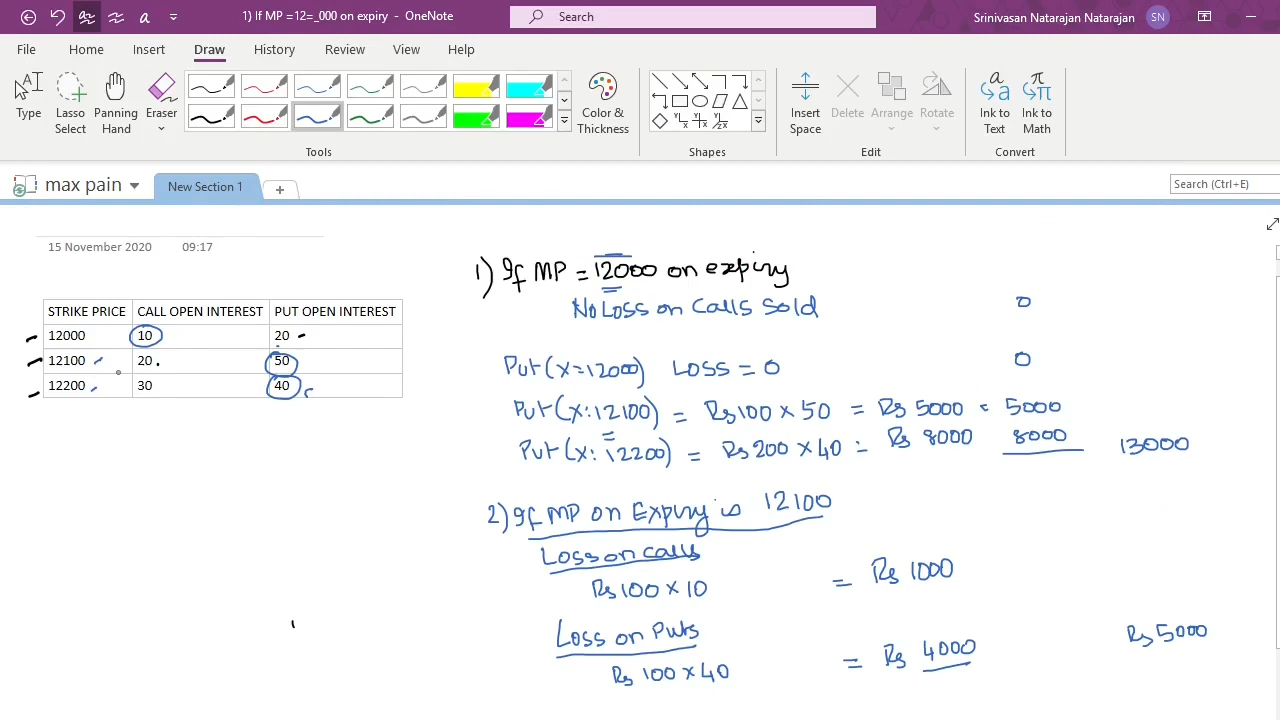 1) If MP =12=_000 on expiry - OneNote
Search
Srinivasan Natarajan Natarajan
SN
File Home Insert Draw History Review View Help
Type
Lasso Select
Panning Hand
Eraser
Color & Thickness
Insert Space
Delete
Arrange
Rotate
Ink to Text
Ink to Math
Tools
Shapes
Edit
Convert
max pain
New Section 1
+
Search (Ctrl+E)
15 November 2020 09:17
STRIKE PRICE CALL OPEN INTEREST PUT OPEN INTEREST
12000 10 20
12100 20 50
12200 30 40
1) If MP = 12000 on expiry
No Loss on Calls Sold 0
Put (x=12000) Loss = 0 0
Put (x:12100) = Rs 100 x 50 = Rs 5000 = 5000
Put (x: 12200) = Rs 200 x 40 = Rs 8000 8000 13000
2) If MP on Expiry is 12100
Loss on calls
Rs 100 x 10 = Rs 1000
Loss on Puts
Rs 100 x 40 = Rs 4000 Rs 5000